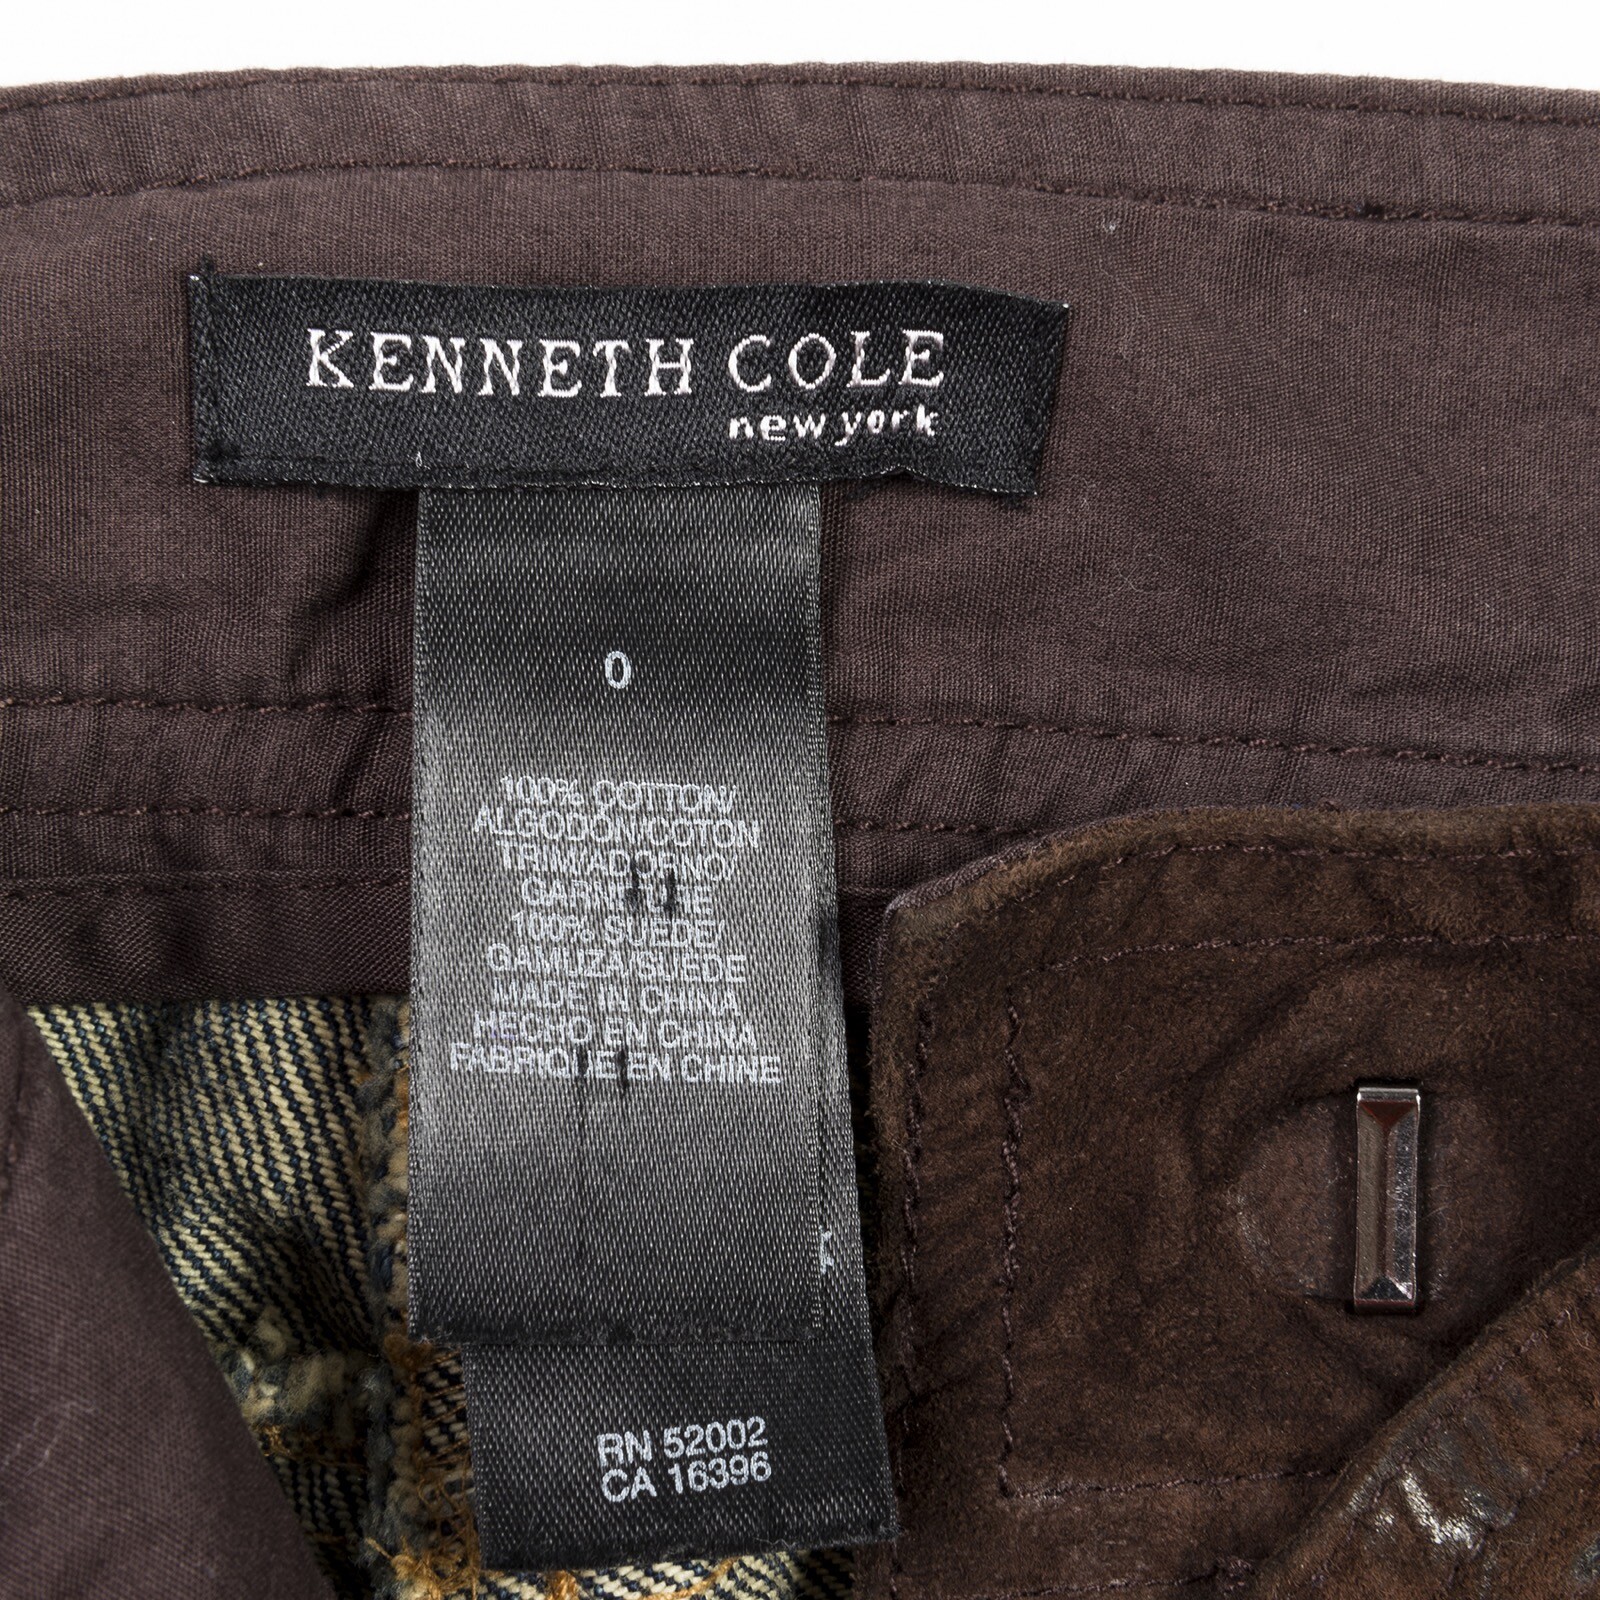 KENNETH COLE
new york
0
100% COTTON/
ALGODON/COTON
TRIM/ADORNO/
GARNITURE
100% SUEDE/
GAMUZA/SUEDE
MADE IN CHINA
HECHO EN CHINA
FABRIQUE EN CHINE
RN 52002
CA 16396